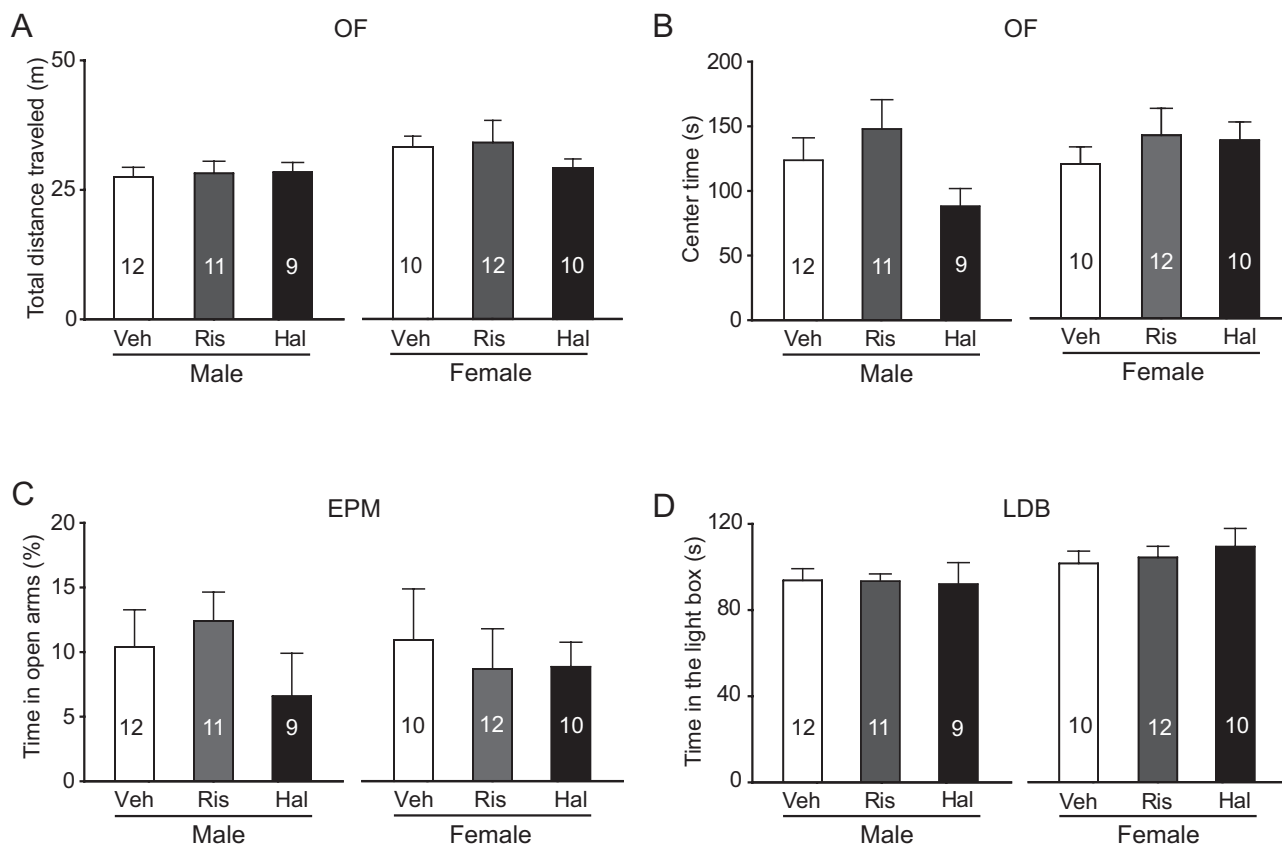 A
OF
Total distance traveled (m)
50
25
0
12
11
9
10
12
10
Veh
Ris
Hal
Veh
Ris
Hal
Male
Female
B
OF
Center time (s)
200
150
100
50
0
12
11
9
10
12
10
Veh
Ris
Hal
Veh
Ris
Hal
Male
Female
C
EPM
Time in open arms (%)
20
15
10
5
0
12
11
9
10
12
10
Veh
Ris
Hal
Veh
Ris
Hal
Male
Female
D
LDB
Time in the light box (s)
120
80
40
0
12
11
9
10
12
10
Veh
Ris
Hal
Veh
Ris
Hal
Male
Female